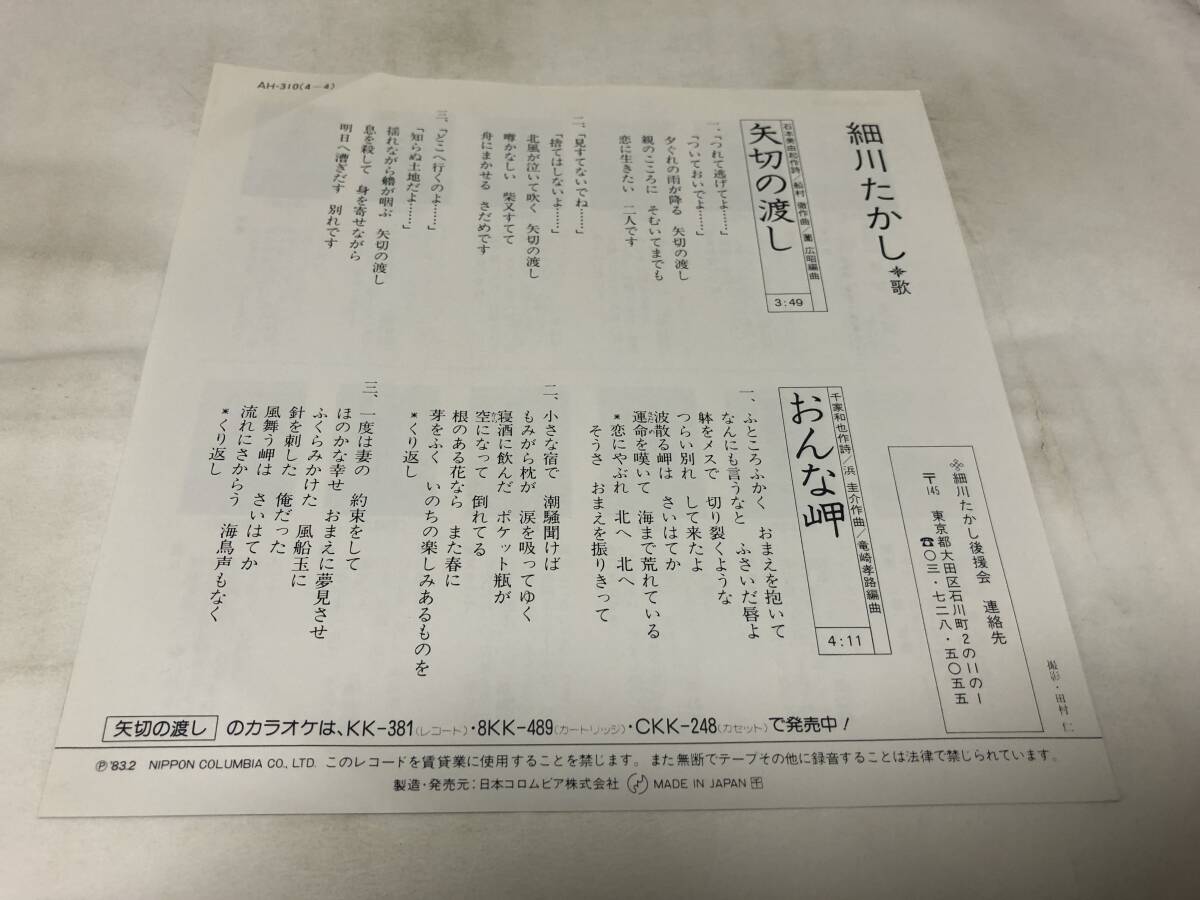 AH-310(4-4)
細川たかし＊歌
矢切の渡し
石本美由起作詩／船村 徹作曲／薗 広昭編曲
3:49
一、「つれて逃げてよ……」
「ついておいでよ……」
夕ぐれの雨が降る 矢切の渡し
親のこころに そむいてまでも
恋に生きたい 二人です
二、「見すてないでね……」
「捨てはしないよ……」
北風が泣いて吹く 矢切の渡し
噂かなしい 柴又すてて
舟にまかせる さだめです
三、「どこへ行くのよ……」
「知らぬ土地だよ……」
揺れながら艪が咽ぶ 矢切の渡し
息を殺して 身を寄せながら
明日へ漕ぎだす 別れです
おんな岬
千家和也作詩／浜 圭介作曲／竜崎孝路編曲
4:11
一、ふところふかく おまえを抱いて
なんにも言うなと ふさいだ唇よ
躰をメスで 切り裂くような
つらい別れ して来たよ
波散る岬は さいはてか
運命を嘆いて 海まで荒れている
＊恋にやぶれ 北へ 北へ
そうさ おまえを振りきって
二、小さな宿で 潮騒聞けば
もみがら枕が 涙を吸ってゆく
寝酒に飲んだ ポケット瓶が
空になって 倒れてる
根のある花なら また春に
芽をふく いのちの楽しみあるものを
＊くり返し
三、一度は妻の 約束をして
ほのかな幸せ おまえに夢見させ
ふくらみかけた 風船玉に
針を刺した 俺だった
風舞う岬は さいはてか
流れにさからう 海鳥声もなく
＊くり返し
細川たかし後援会 連絡先
〒145 東京都大田区石川町2の11の1
☎〇三・七二八・五〇五五
撮影・田村 仁
矢切の渡し のカラオケは、KK-381(レコード)・8KK-489(カートリッジ)・CKK-248(カセット)で発売中！
Ⓟ'83.2 NIPPON COLUMBIA CO., LTD. このレコードを賃貸業に使用することを禁じます。また無断でテープその他に録音することは法律で禁じられています。
製造・発売元：日本コロムビア株式会社 MADE IN JAPAN